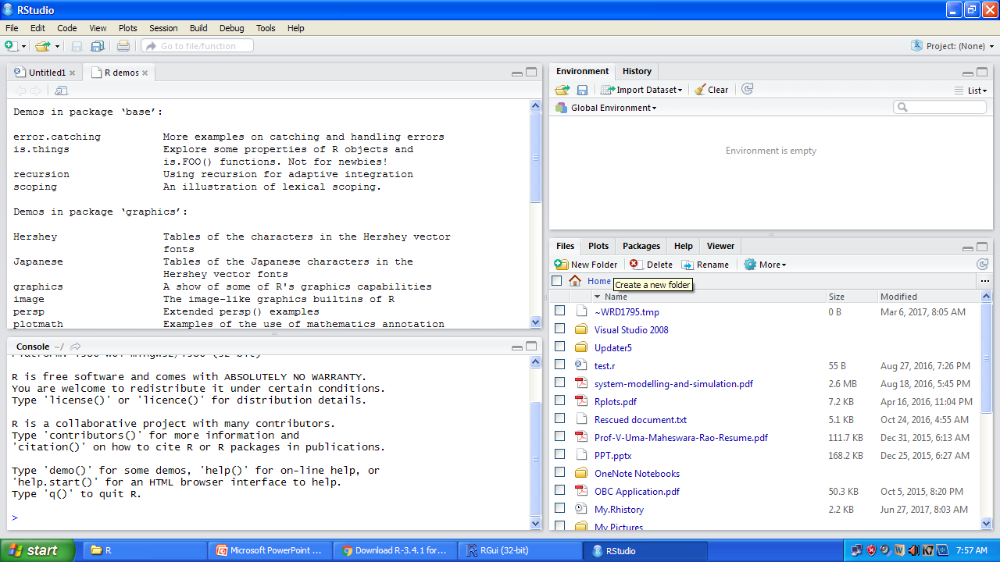 RStudio
File Edit Code View Plots Session Build Debug Tools Help
Go to file/function
Project: (None)
Untitled1
R demos
Demos in package ‘base’:
error.catching More examples on catching and handling errors
is.things Explore some properties of R objects and
is.FOO() functions. Not for newbies!
recursion Using recursion for adaptive integration
scoping An illustration of lexical scoping.
Demos in package ‘graphics’:
Hershey Tables of the characters in the Hershey vector
fonts
Japanese Tables of the Japanese characters in the
Hershey vector fonts
graphics A show of some of R's graphics capabilities
image The image-like graphics builtins of R
persp Extended persp() examples
plotmath Examples of the use of mathematics annotation
Console ~/
R is free software and comes with ABSOLUTELY NO WARRANTY.
You are welcome to redistribute it under certain conditions.
Type 'license()' or 'licence()' for distribution details.
R is a collaborative project with many contributors.
Type 'contributors()' for more information and
'citation()' on how to cite R or R packages in publications.
Type 'demo()' for some demos, 'help()' for on-line help, or
'help.start()' for an HTML browser interface to help.
Type 'q()' to quit R.
>
Environment History
Import Dataset Clear List
Global Environment
Environment is empty
Files Plots Packages Help Viewer
New Folder Delete Rename More
Home
Create a new folder
Name Size Modified
~WRD1795.tmp 0 B Mar 6, 2017, 8:05 AM
Visual Studio 2008
Updater5
test.r 55 B Aug 27, 2016, 7:26 PM
system-modelling-and-simulation.pdf 2.6 MB Aug 18, 2016, 5:45 PM
Rplots.pdf 7.2 KB Apr 16, 2016, 11:04 PM
Rescued document.txt 5.1 KB Oct 24, 2016, 4:55 AM
Prof-V-Uma-Maheswara-Rao-Resume.pdf 111.7 KB Dec 31, 2015, 6:13 AM
PPT.pptx 168.2 KB Dec 25, 2015, 6:27 AM
OneNote Notebooks
OBC Application.pdf 50.3 KB Oct 5, 2015, 8:20 PM
My.Rhistory 2.2 KB Jun 27, 2017, 8:03 AM
My Pictures
start
R
Microsoft PowerPoint ...
Download R-3.4.1 for...
RGui (32-bit)
RStudio
7:57 AM